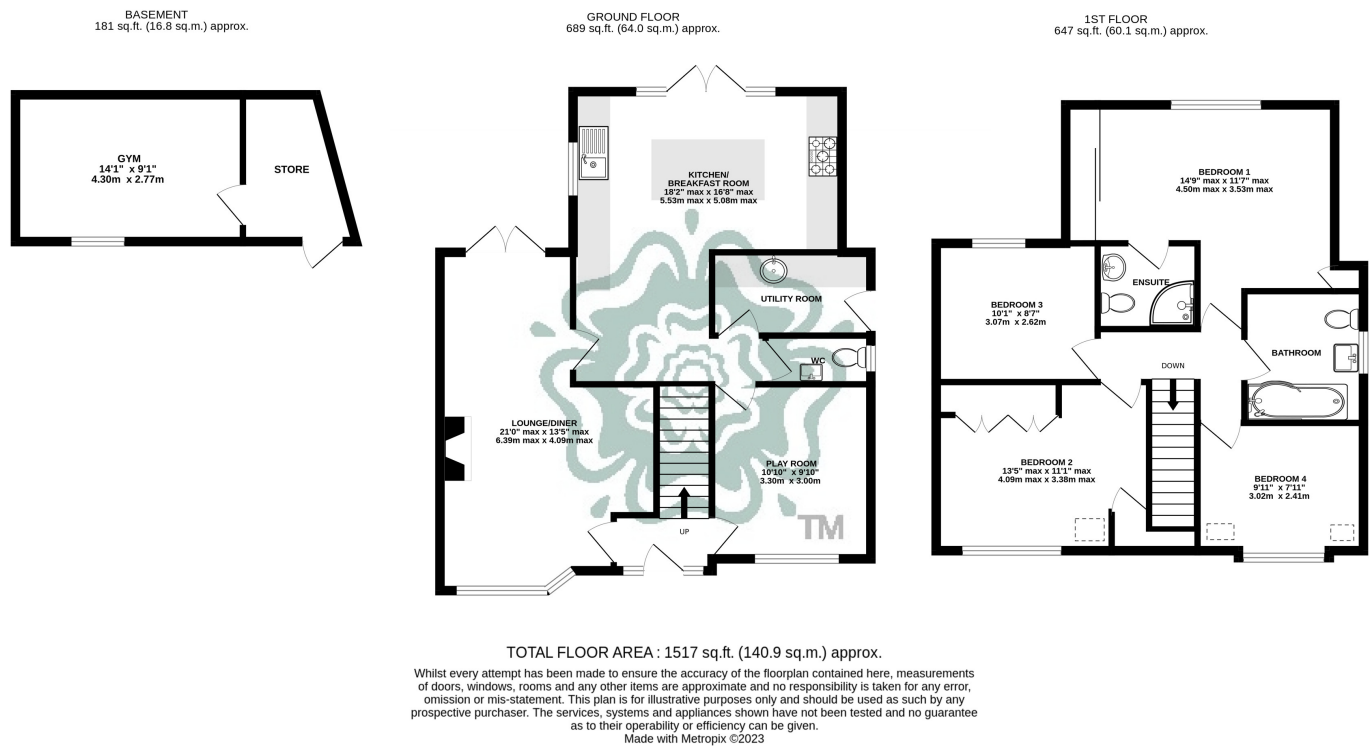 BASEMENT
181 sq.ft. (16.8 sq.m.) approx.
GROUND FLOOR
689 sq.ft. (64.0 sq.m.) approx.
1ST FLOOR
647 sq.ft. (60.1 sq.m.) approx.
GYM
14'1" x 9'1"
4.30m x 2.77m
STORE
KITCHEN/
BREAKFAST ROOM
18'2" max x 16'8" max
5.53m max x 5.08m max
UTILITY ROOM
WC
LOUNGE/DINER
21'0" max x 13'5" max
6.39m max x 4.09m max
PLAY ROOM
10'10" x 9'10"
3.30m x 3.00m
UP
TM
BEDROOM 1
14'9" max x 11'7" max
4.50m max x 3.53m max
ENSUITE
BEDROOM 3
10'1" x 8'7"
3.07m x 2.62m
BATHROOM
DOWN
BEDROOM 2
13'5" max x 11'1" max
4.09m max x 3.38m max
BEDROOM 4
9'11" x 7'11"
3.02m x 2.41m
TOTAL FLOOR AREA : 1517 sq.ft. (140.9 sq.m.) approx.
Whilst every attempt has been made to ensure the accuracy of the floorplan contained here, measurements
of doors, windows, rooms and any other items are approximate and no responsibility is taken for any error,
omission or mis-statement. This plan is for illustrative purposes only and should be used as such by any
prospective purchaser. The services, systems and appliances shown have not been tested and no guarantee
as to their operability or efficiency can be given.
Made with Metropix ©2023